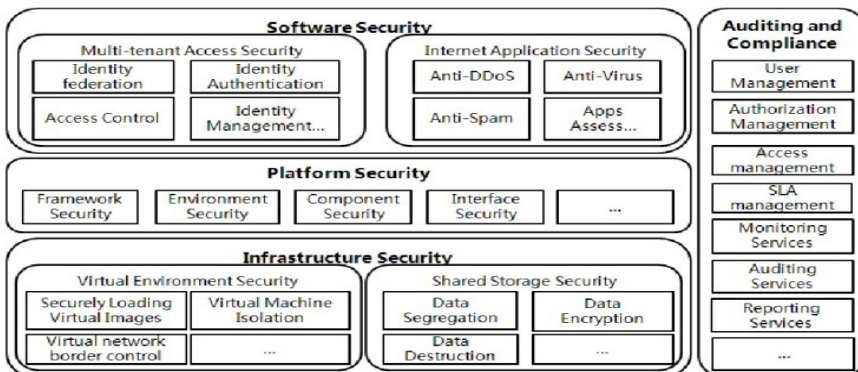 Software Security
Multi-tenant Access Security
Identity
federation
Identity
Authentication
Access Control
Identity
Management...
Internet Application Security
Anti-DDoS
Anti-Virus
Anti-Spam
Apps
Assess...
Platform Security
Framework
Security
Environment
Security
Component
Security
Interface
Security
...
Infrastructure Security
Virtual Environment Security
Securely Loading
Virtual Images
Virtual Machine
Isolation
Virtual network
border control
...
Shared Storage Security
Data
Segregation
Data
Encryption
Data
Destruction
...
Auditing and
Compliance
User
Management
Authorization
Management
Access
management
SLA
management
Monitoring
Services
Auditing
Services
Reporting
Services
...